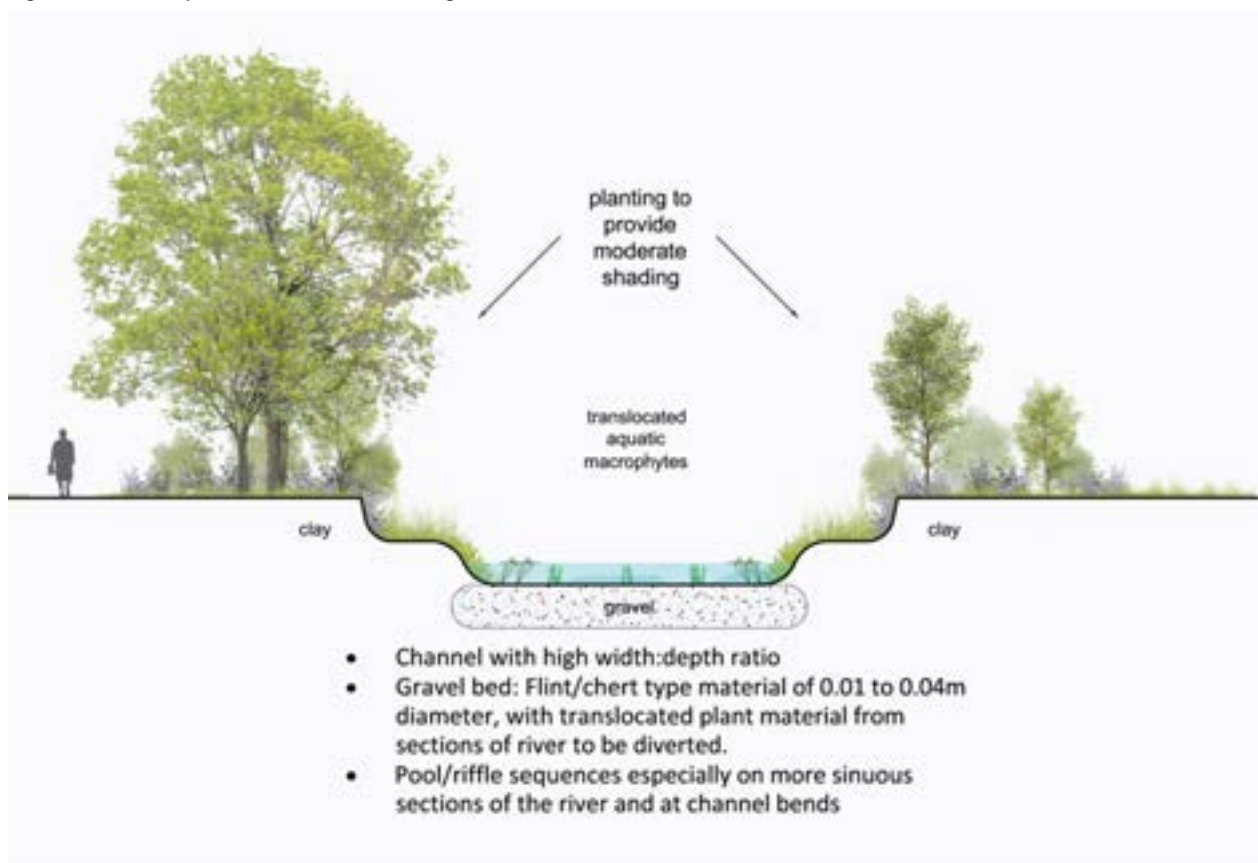 planting to
provide
moderate
shading
translocated
aquatic
macrophytes
clay
clay
gravel
• Channel with high width:depth ratio
• Gravel bed: Flint/chert type material of 0.01 to 0.04m
diameter, with translocated plant material from
sections of river to be diverted.
• Pool/riffle sequences especially on more sinuous
sections of the river and at channel bends